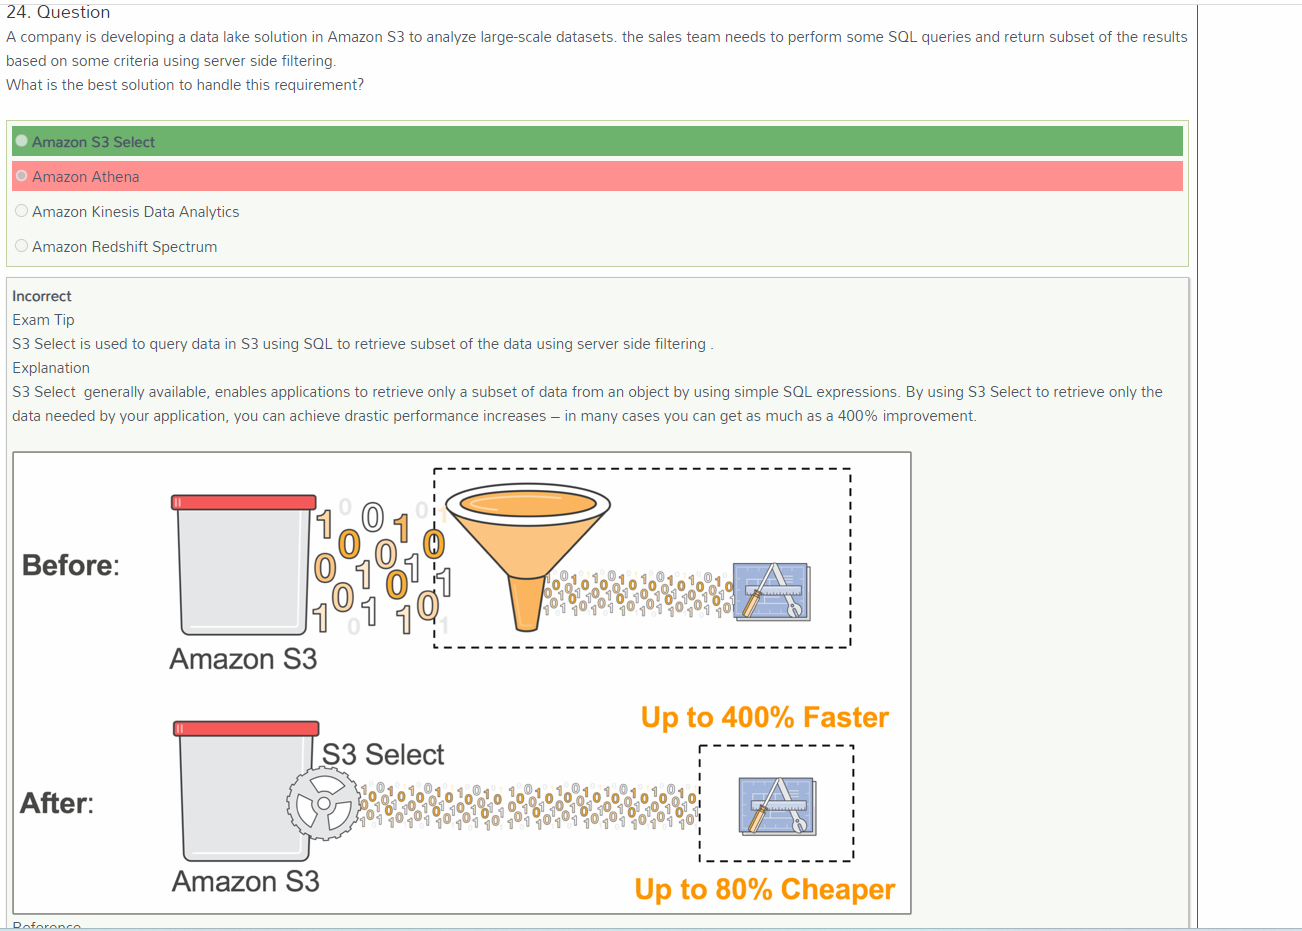 24. Question
A company is developing a data lake solution in Amazon S3 to analyze large-scale datasets. the sales team needs to perform some SQL queries and return subset of the results
based on some criteria using server side filtering.
What is the best solution to handle this requirement?
Amazon S3 Select
Amazon Athena
Amazon Kinesis Data Analytics
Amazon Redshift Spectrum
Incorrect
Exam Tip
S3 Select is used to query data in S3 using SQL to retrieve subset of the data using server side filtering .
Explanation
S3 Select  generally available, enables applications to retrieve only a subset of data from an object by using simple SQL expressions. By using S3 Select to retrieve only the
data needed by your application, you can achieve drastic performance increases – in many cases you can get as much as a 400% improvement.
Before:
Amazon S3
Up to 400% Faster
S3 Select
After:
Amazon S3
Up to 80% Cheaper
Reference